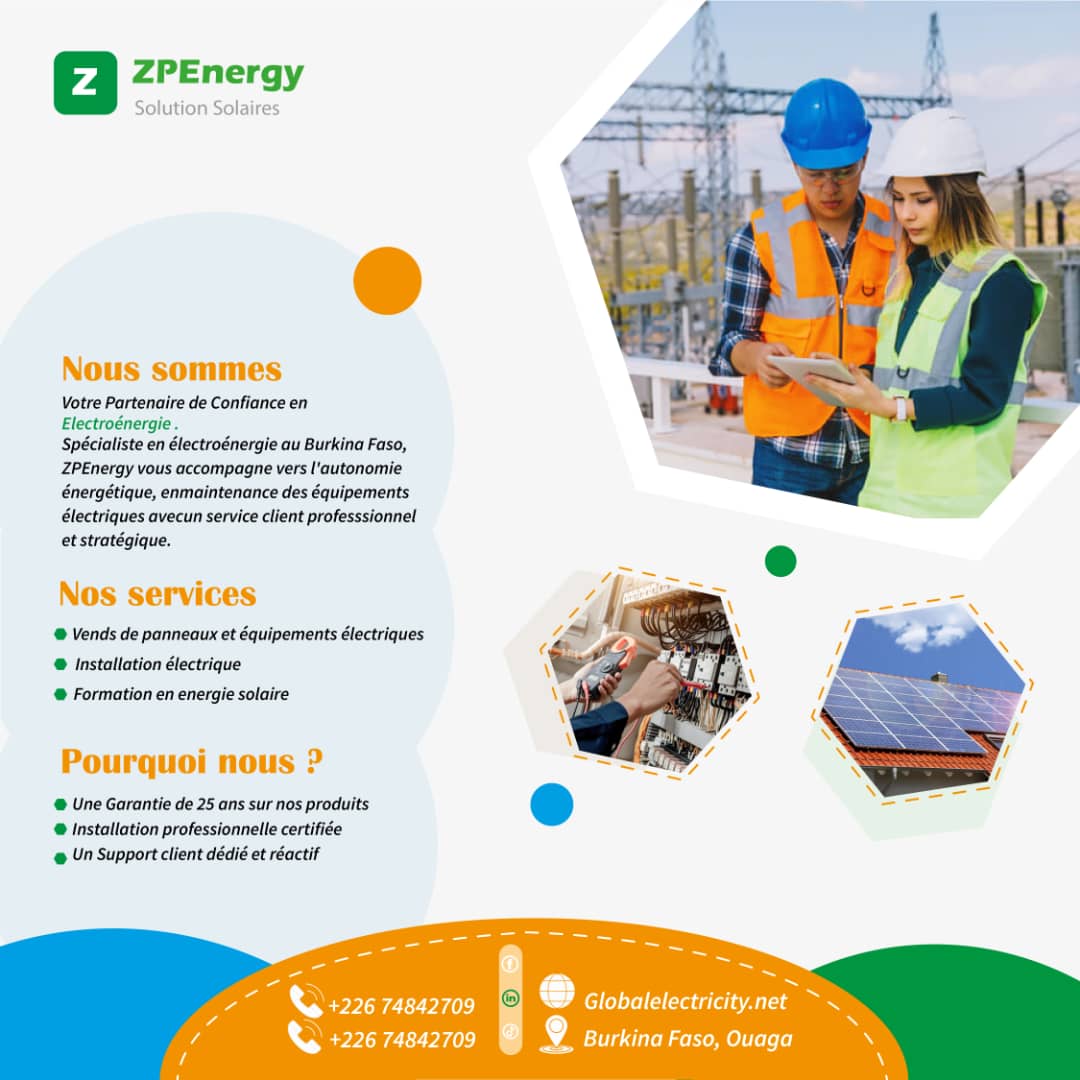 Z
ZPEnergy
Solution Solaires
Nous sommes
Votre Partenaire de Confiance en
Electroénergie .
Spécialiste en électroénergie au Burkina Faso,
ZPEnergy vous accompagne vers l'autonomie
énergétique, enmaintenance des équipements
électriques avecun service client professsionnel
et stratégique.
Nos services
Vends de panneaux et équipements électriques
Installation électrique
Formation en energie solaire
Pourquoi nous ?
Une Garantie de 25 ans sur nos produits
Installation professionnelle certifiée
Un Support client dédié et réactif
+226 74842709
+226 74842709
Globalelectricity.net
Burkina Faso, Ouaga